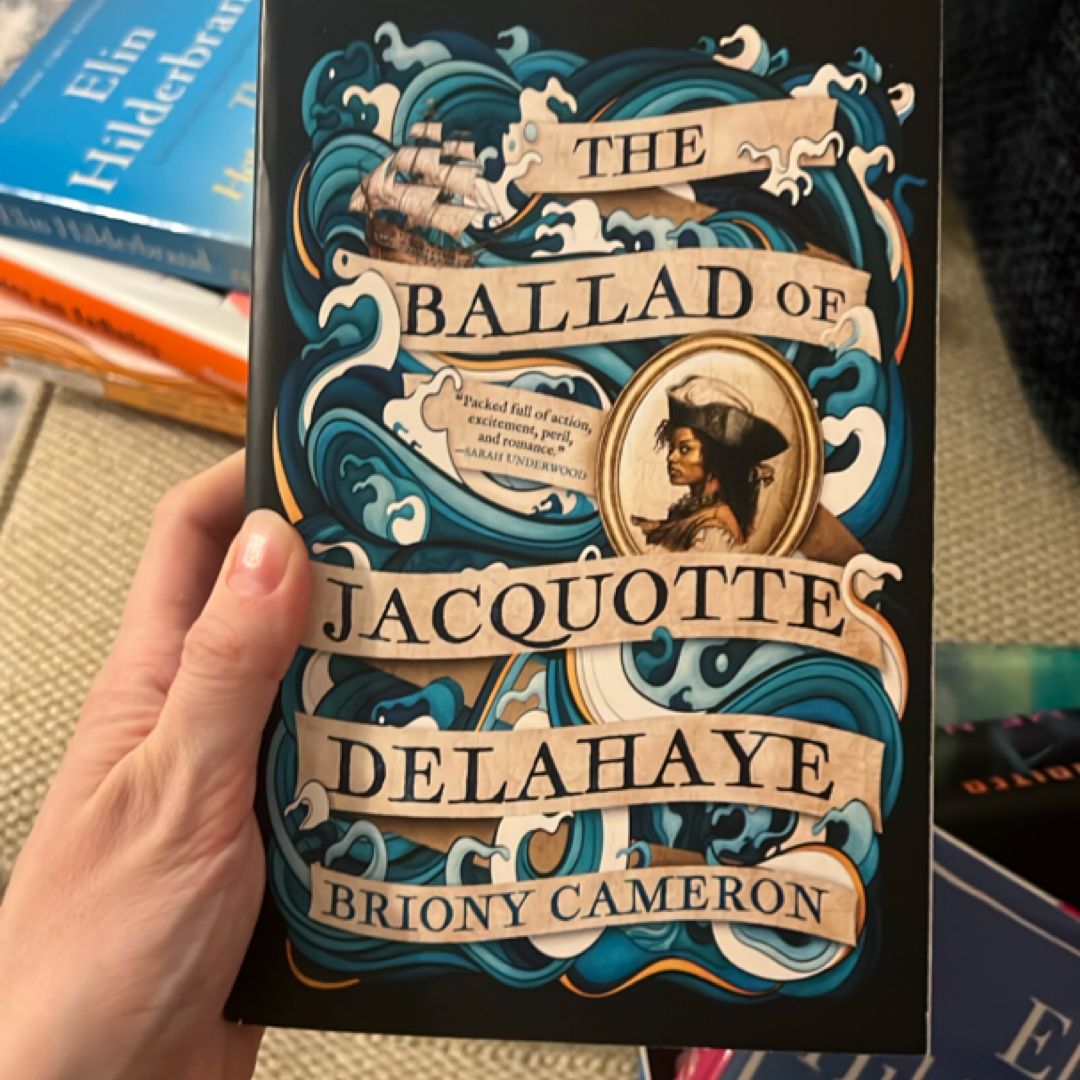 THE
BALLAD OF
"Packed full of action,
excitement, peril,
and romance."
—SARAH UNDERWOOD
JACQUOTTE
DELAHAYE
BRIONY CAMERON
Elin
Hilderbran
Elin Hilderbrand
E